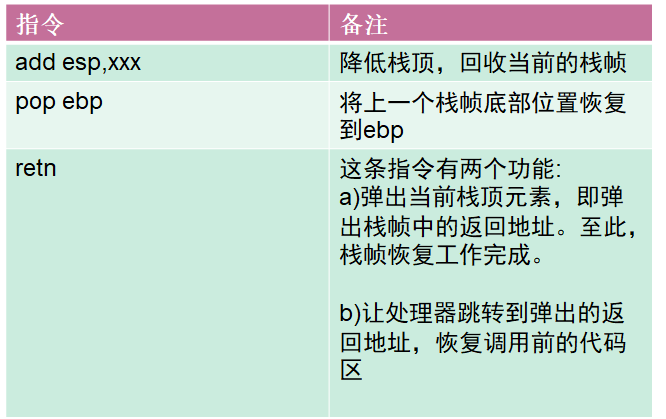 指令 备注
add esp,xxx 降低栈顶，回收当前的栈帧
pop ebp 将上一个栈帧底部位置恢复
到ebp
retn 这条指令有两个功能:
a)弹出当前栈顶元素，即弹
出栈帧中的返回地址。至此，
栈帧恢复工作完成。
b)让处理器跳转到弹出的返
回地址，恢复调用前的代码
区